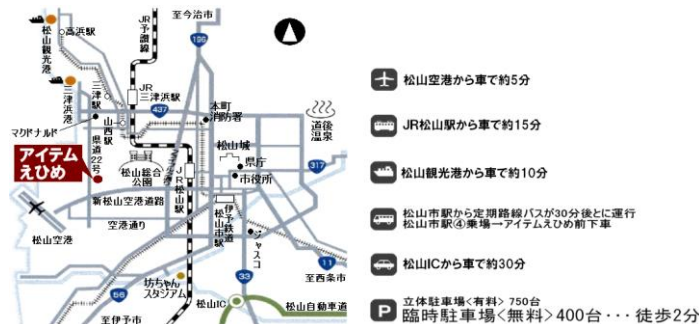 至今治市
JR予讃線
196
高浜駅
松山観光港
三津浜港
三津駅
JR
三津浜駅
437
本町
消防署
マクドナルド
山西駅
県道22号
アイテム
えひめ
松山総合
公園
JR松山駅
松山城
県庁
市役所
道後
温泉
317
新松山空港道路
空港通り
松山空港
伊予鉄道
松山市駅
ジャスコ
坊ちゃん
スタジアム
11
至西条市
33
56
松山IC
松山自動車道
至伊予市
松山空港から車で約5分
JR松山駅から車で約15分
松山観光港から車で約10分
松山市駅から定期路線バスが30分後とに運行
松山市駅④乗場→アイテムえひめ前下車
松山ICから車で約30分
P
立体駐車場<有料> 750台
臨時駐車場<無料>400台・・・徒歩2分